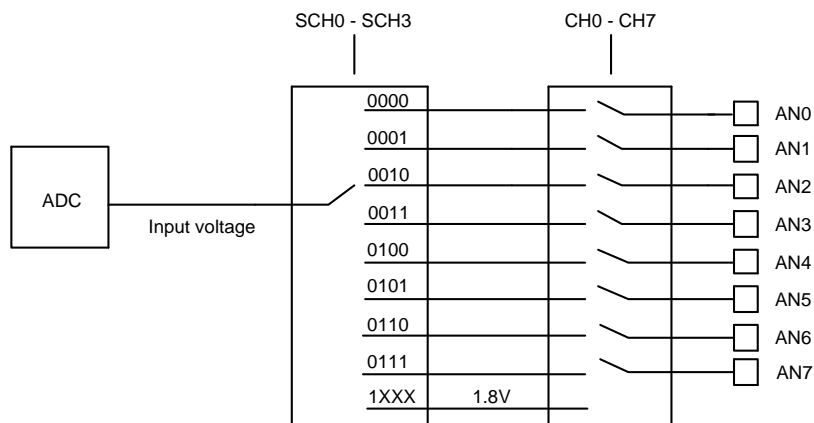 SCH0 - SCH3 CH0 - CH7
0000 AN0
0001 AN1
0010 AN2
ADC
Input voltage
0011 AN3
0100 AN4
0101 AN5
0110 AN6
0111 AN7
1XXX 1.8V